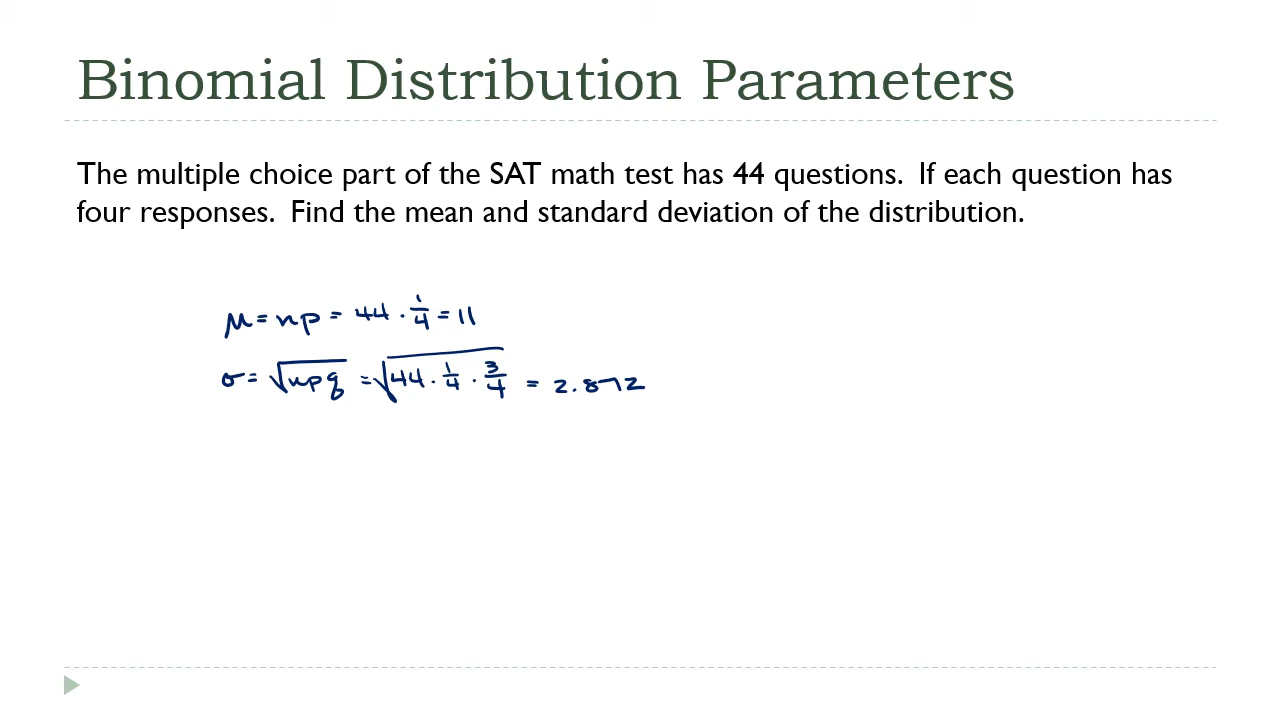 Binomial Distribution Parameters
The multiple choice part of the SAT math test has 44 questions. If each question has
four responses. Find the mean and standard deviation of the distribution.
μ = np = 44 · 1/4 = 11
σ = √npq = √44 · 1/4 · 3/4 = 2.872